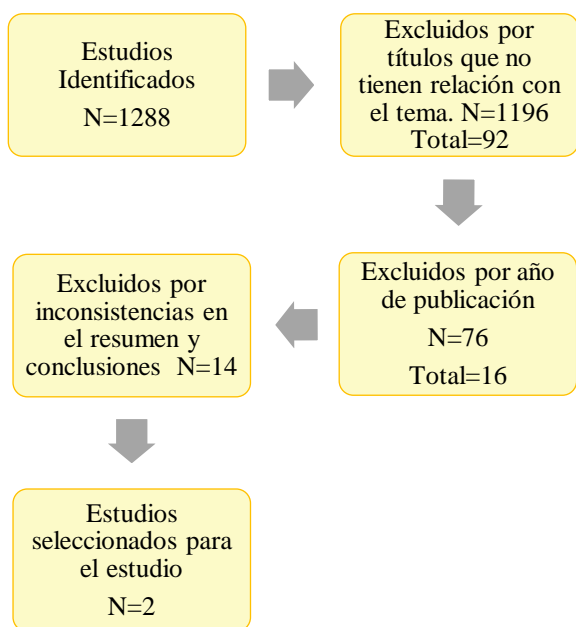 Estudios
Identificados
N=1288
Excluidos por
títulos que no
tienen relación con
el tema. N=1196
Total=92
Excluidos por año
de publicación
N=76
Total=16
Excluidos por
inconsistencias en
el resumen y
conclusiones N=14
Estudios
seleccionados para
el estudio
N=2